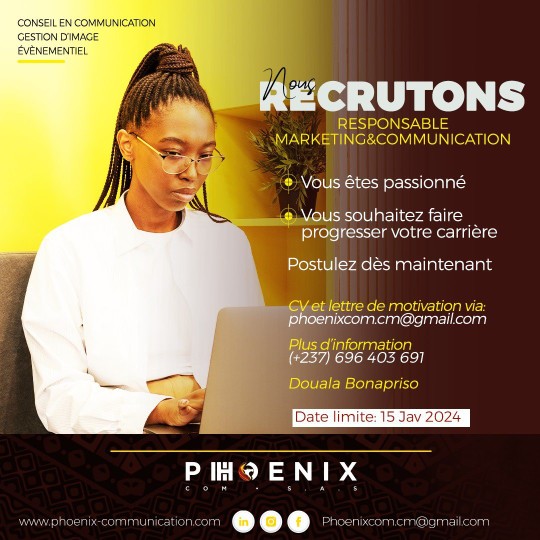 CONSEIL EN COMMUNICATION
GESTION D'IMAGE
ÉVÈNEMENTIEL
Nous
RECRUTONS
RESPONSABLE
MARKETING&COMMUNICATION
Vous êtes passionné
Vous souhaitez faire
progresser votre carrière
Postulez dès maintenant
CV et lettre de motivation via:
phoenixcom.cm@gmail.com
Plus d'information
(+237) 696 403 691
Douala Bonapriso
Date limite: 15 Jav 2024
PHOENIX
COM • S.A.S
www.phoenix-communication.com
Phoenixcom.cm@gmail.com